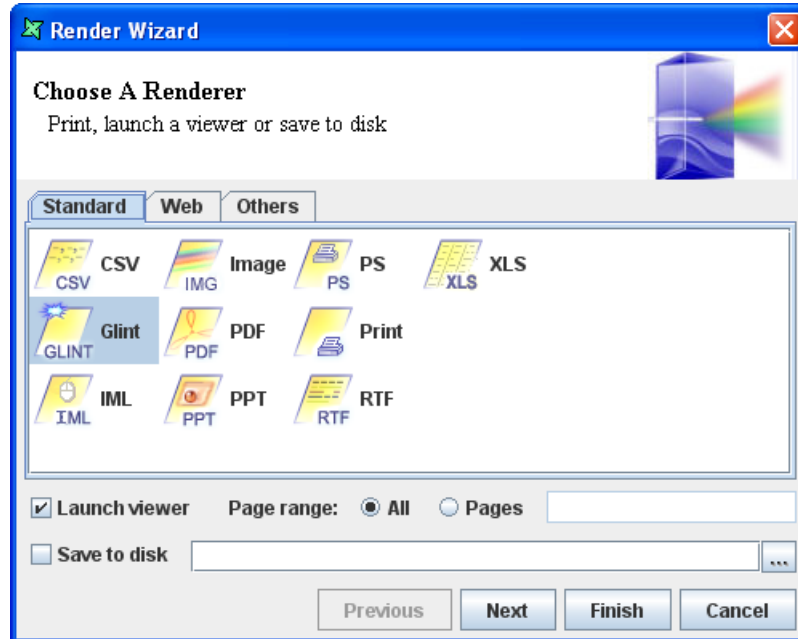 Render Wizard
Choose A Renderer
Print, launch a viewer or save to disk
Standard Web Others
CSV CSV IMG Image PS PS XLS XLS
GLINT Glint PDF PDF Print
IML IML PPT PPT RTF RTF
Launch viewer Page range: All Pages
Save to disk ...
Previous Next Finish Cancel